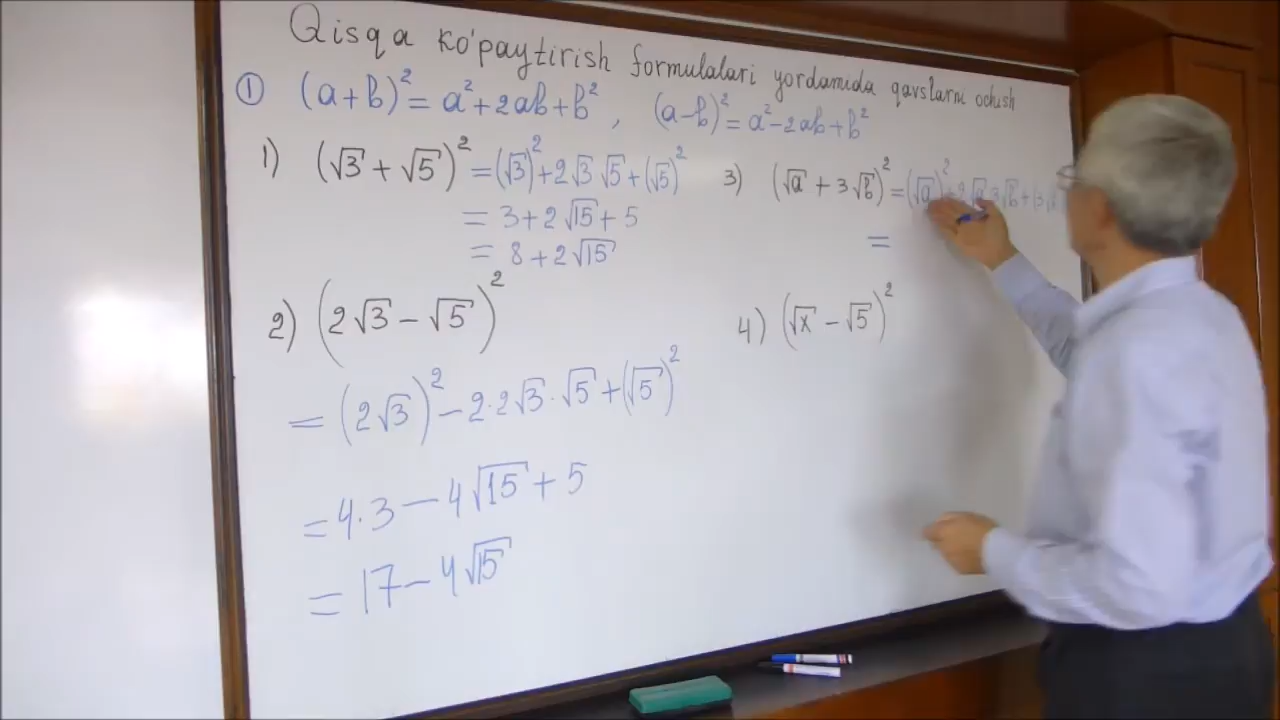 Qisqa ko'paytirish formulalari yordamida qavslarni ochish
① (a+b)² = a²+2ab+b² , (a-b)² = a²-2ab+b²
1) (√3 + √5)² = (√3)²+2√3 √5+(√5)²
= 3+2√15+5
= 8+2√15
2) (2√3 - √5)²
= (2√3)² - 2·2√3·√5+(√5)²
= 4·3 - 4√15 + 5
= 17 - 4√15
3) (√a + 3√b)² = (√a)²+2√a 3√b+(3√
=
4) (√x - √5)²